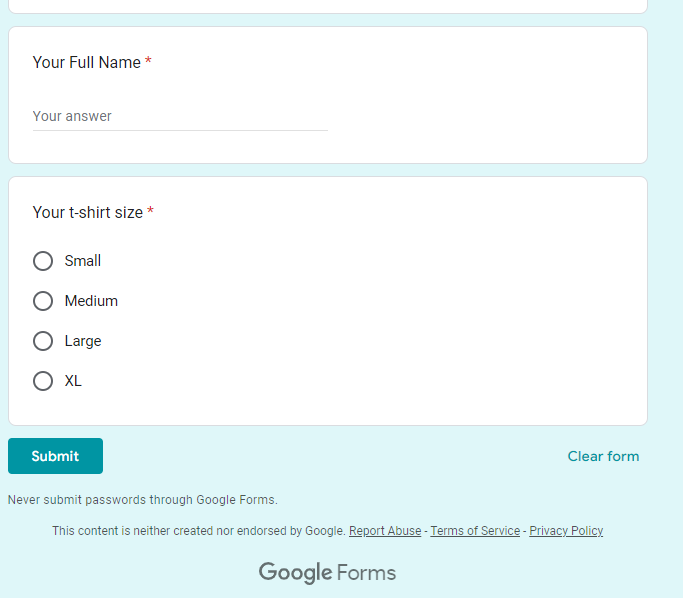 Your Full Name *
Your answer
Your t-shirt size *
Small
Medium
Large
XL
Submit
Clear form
Never submit passwords through Google Forms.
This content is neither created nor endorsed by Google. Report Abuse - Terms of Service - Privacy Policy
Google Forms